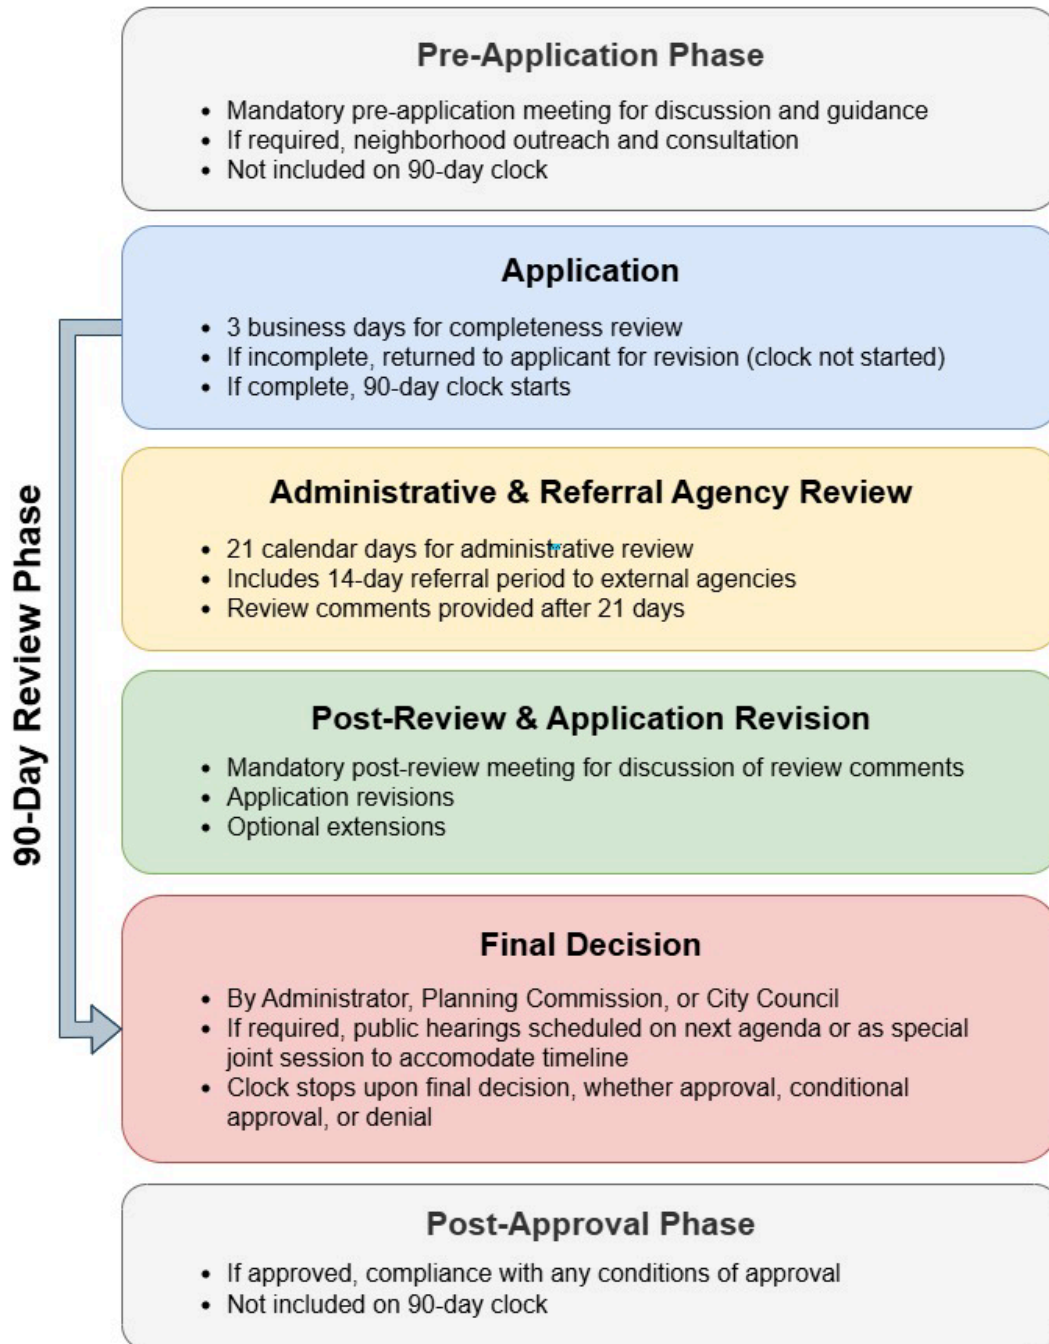 Pre-Application Phase
• Mandatory pre-application meeting for discussion and guidance
• If required, neighborhood outreach and consultation
• Not included on 90-day clock
Application
• 3 business days for completeness review
• If incomplete, returned to applicant for revision (clock not started)
• If complete, 90-day clock starts
90-Day Review Phase
Administrative & Referral Agency Review
• 21 calendar days for administrative review
• Includes 14-day referral period to external agencies
• Review comments provided after 21 days
Post-Review & Application Revision
• Mandatory post-review meeting for discussion of review comments
• Application revisions
• Optional extensions
Final Decision
• By Administrator, Planning Commission, or City Council
• If required, public hearings scheduled on next agenda or as special
joint session to accomodate timeline
• Clock stops upon final decision, whether approval, conditional
approval, or denial
Post-Approval Phase
• If approved, compliance with any conditions of approval
• Not included on 90-day clock